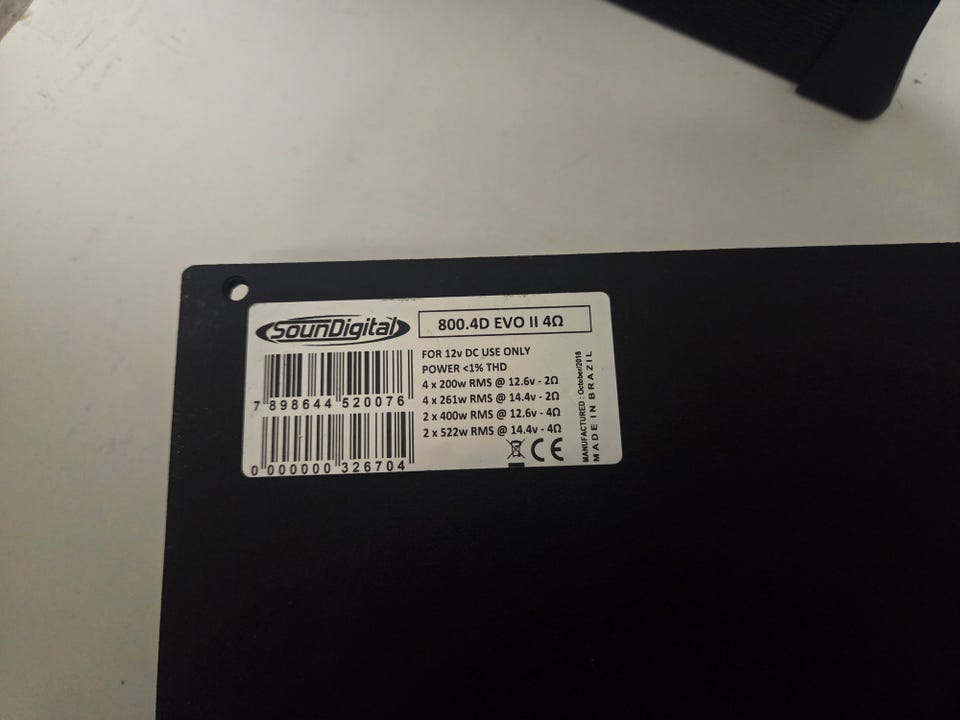 SounDigital
800.4D EVO II 4Ω
FOR 12v DC USE ONLY
POWER <1% THD
4 x 200w RMS @ 12.6v - 2Ω
4 x 261w RMS @ 14.4v - 2Ω
2 x 400w RMS @ 12.6v - 4Ω
2 x 522w RMS @ 14.4v - 4Ω
7 898644 520076
0 000000 326704
CE
MANUFACTURED : October/2018
MADE IN BRAZIL